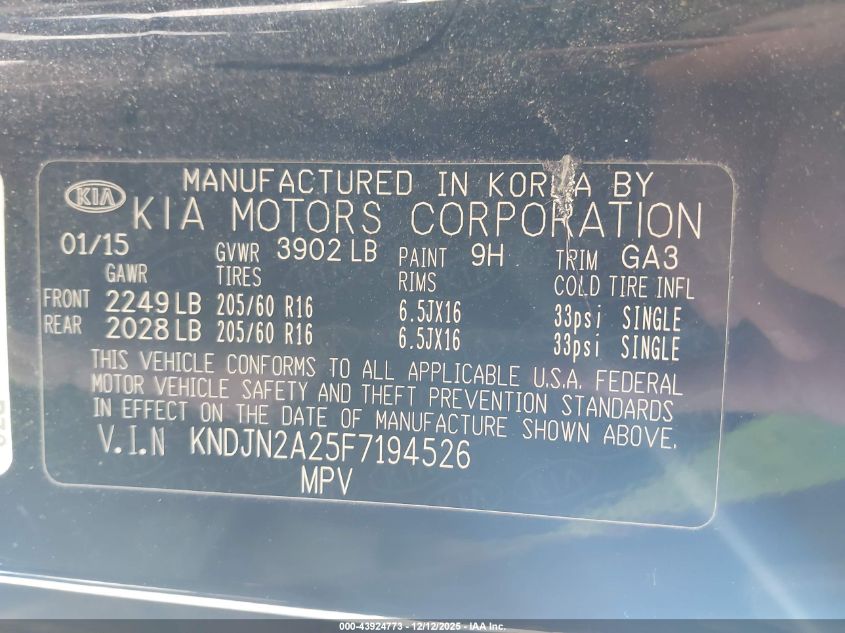 MANUFACTURED IN KOREA BY
KIA
KIA MOTORS CORPORATION
01/15 GVWR 3902 LB PAINT 9H TRIM GA3
GAWR TIRES RIMS COLD TIRE INFL
FRONT 2249 LB 205/60 R16 6.5JX16 33psi SINGLE
REAR 2028 LB 205/60 R16 6.5JX16 33psi SINGLE
THIS VEHICLE CONFORMS TO ALL APPLICABLE U.S.A. FEDERAL
MOTOR VEHICLE SAFETY AND THEFT PREVENTION STANDARDS
IN EFFECT ON THE DATE OF MANUFACTURE SHOWN ABOVE.
V.I.N KNDJN2A25F7194526
MPV
000-43924773 - 12/12/2025 - IAA Inc.